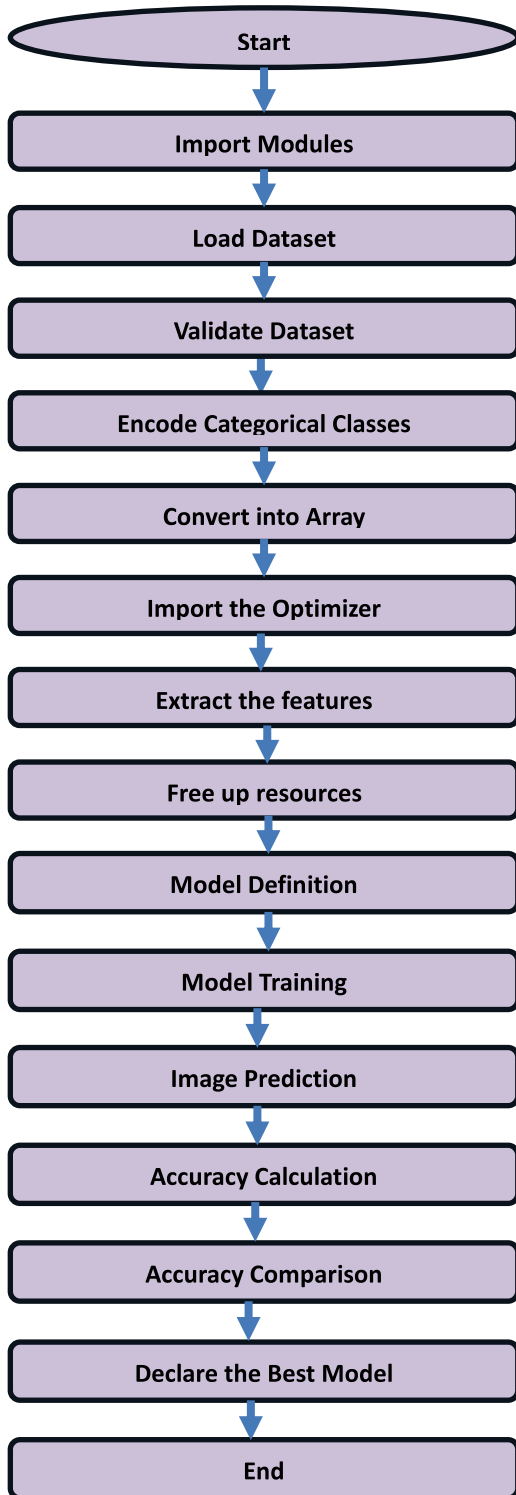 Start
Import Modules
Load Dataset
Validate Dataset
Encode Categorical Classes
Convert into Array
Import the Optimizer
Extract the features
Free up resources
Model Definition
Model Training
Image Prediction
Accuracy Calculation
Accuracy Comparison
Declare the Best Model
End